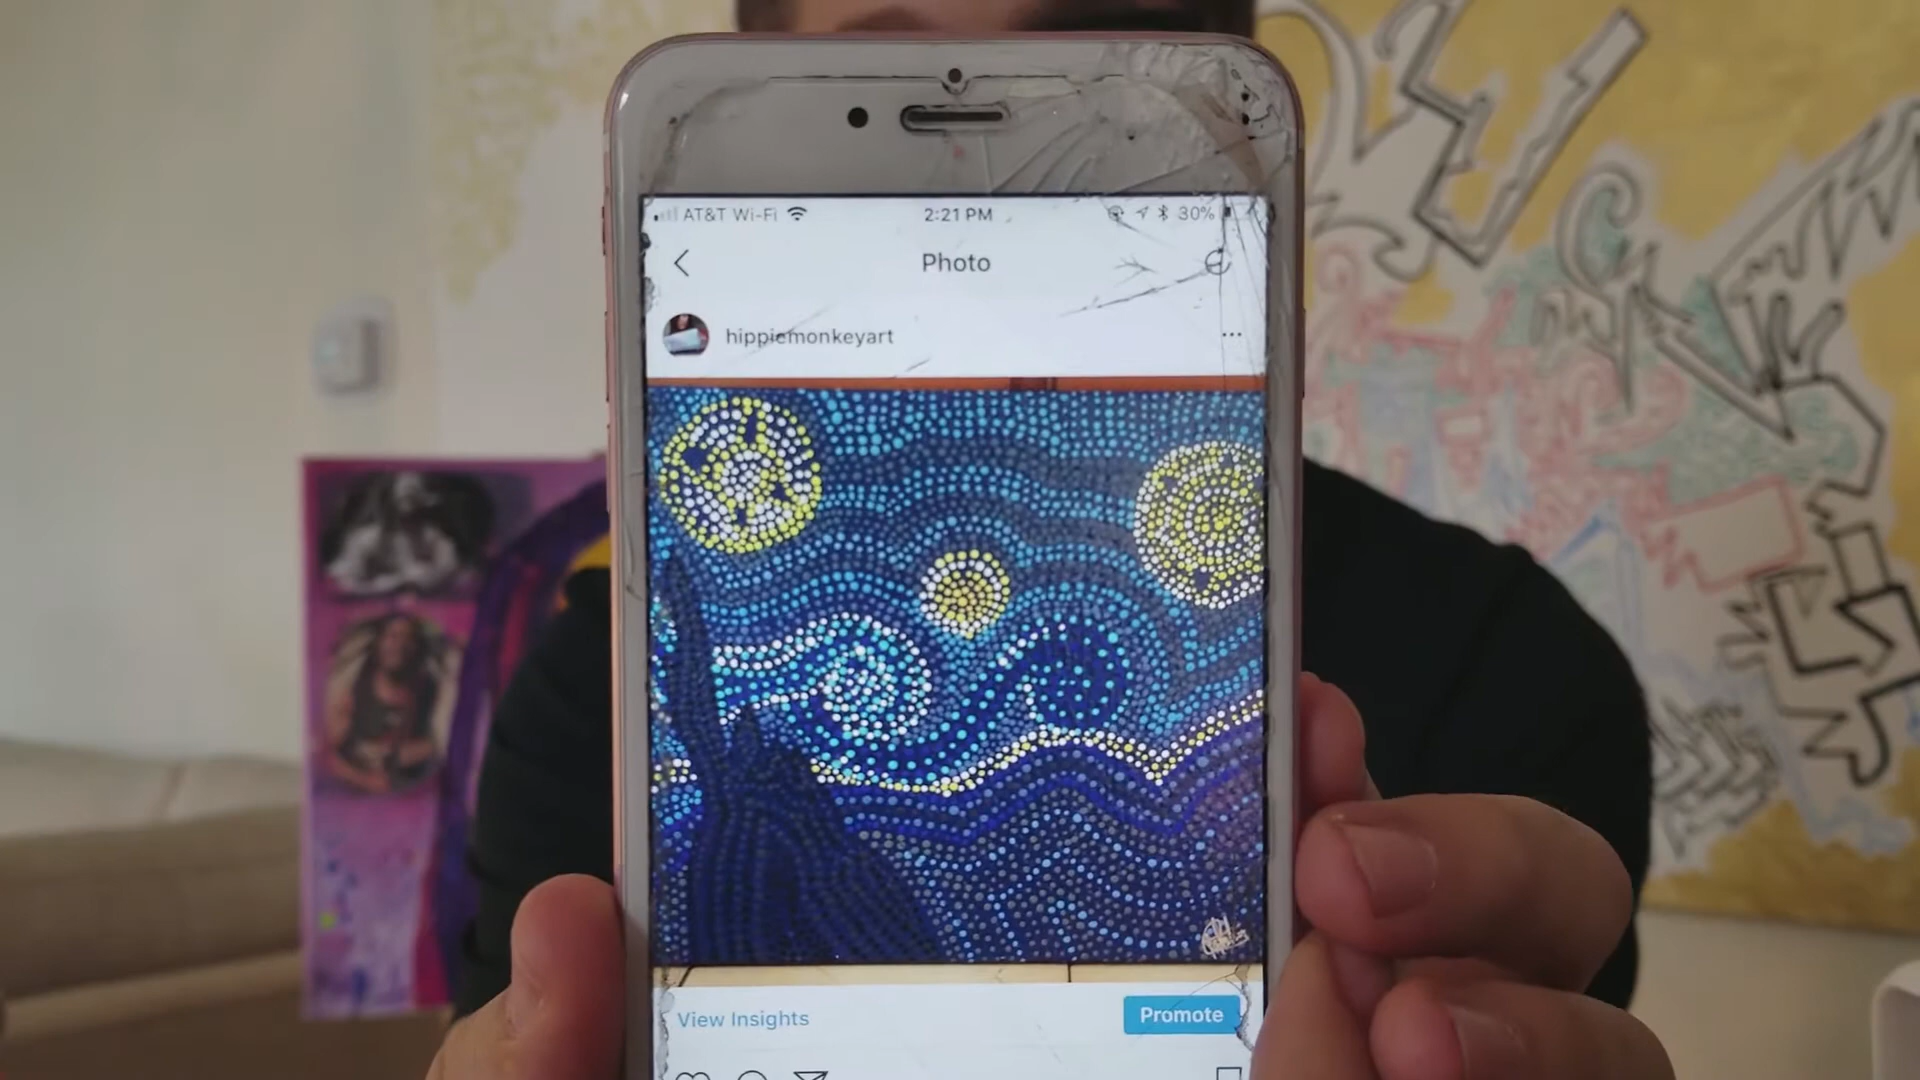 AT&T Wi-Fi 2:21 PM 30%
Photo
hippiemonkeyart
View Insights Promote